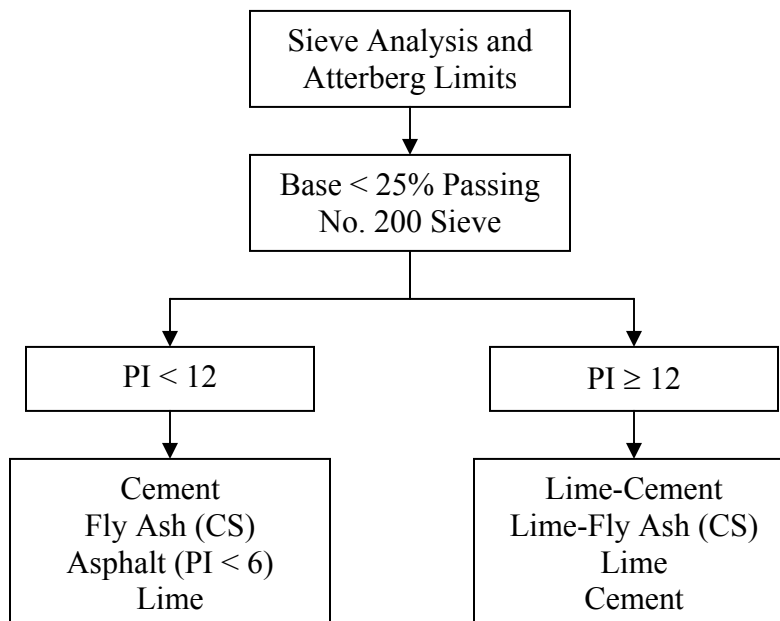 Sieve Analysis and
Atterberg Limits
Base < 25% Passing
No. 200 Sieve
PI < 12
PI ≥ 12
Cement
Fly Ash (CS)
Asphalt (PI < 6)
Lime
Lime-Cement
Lime-Fly Ash (CS)
Lime
Cement